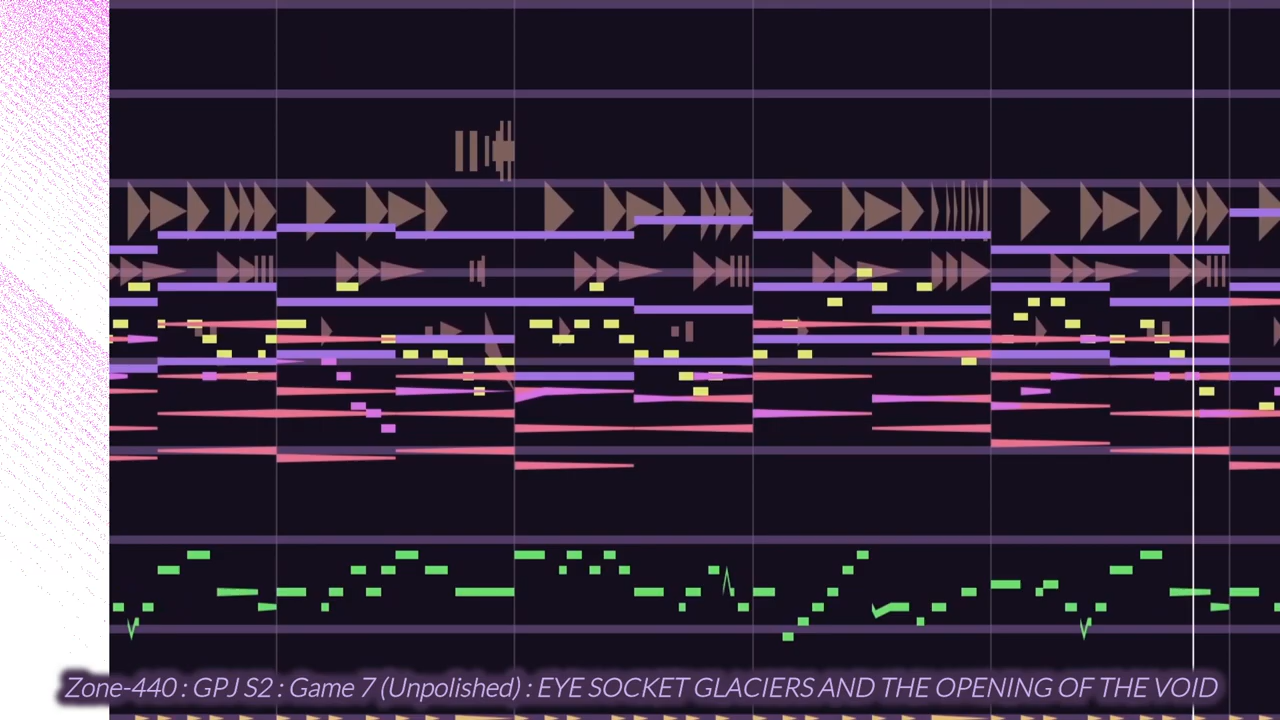 Zone-440 : GPJ S2 : Game 7 (Unpolished) : EYE SOCKET GLACIERS AND THE OPENING OF THE VOID